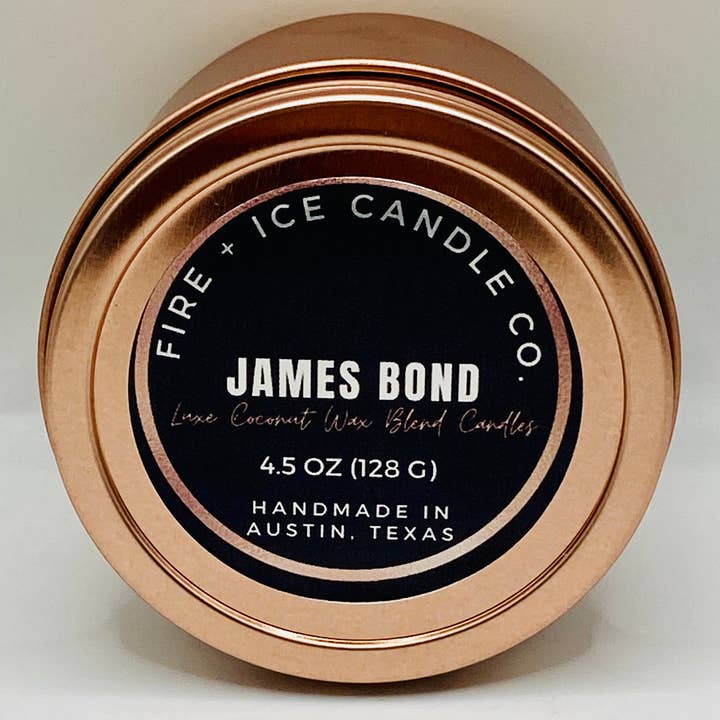 FIRE + ICE CANDLE CO.
JAMES BOND
Luxe Coconut Wax Blend Candles
4.5 OZ (128 G)
HANDMADE IN
AUSTIN, TEXAS